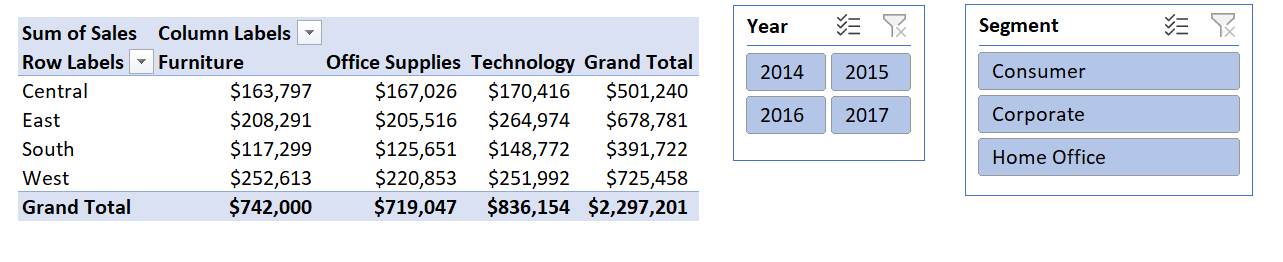 Sum of Sales Column Labels
Row Labels Furniture Office Supplies Technology Grand Total
Central $163,797 $167,026 $170,416 $501,240
East $208,291 $205,516 $264,974 $678,781
South $117,299 $125,651 $148,772 $391,722
West $252,613 $220,853 $251,992 $725,458
Grand Total $742,000 $719,047 $836,154 $2,297,201
Year
2014 2015
2016 2017
Segment
Consumer
Corporate
Home Office